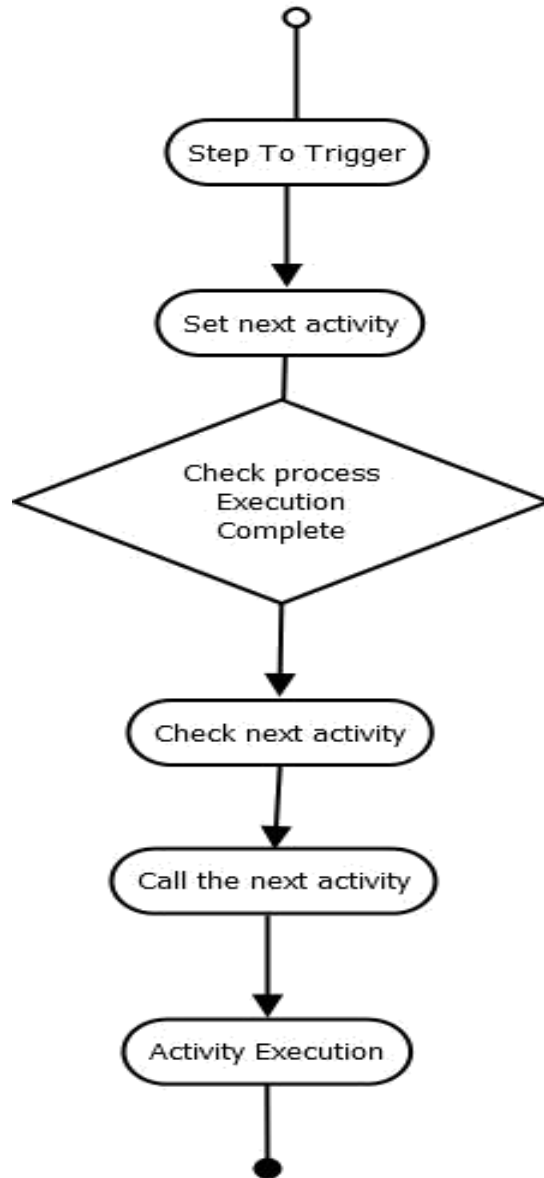 Step To Trigger
Set next activity
Check process
Execution
Complete
Check next activity
Call the next activity
Activity Execution